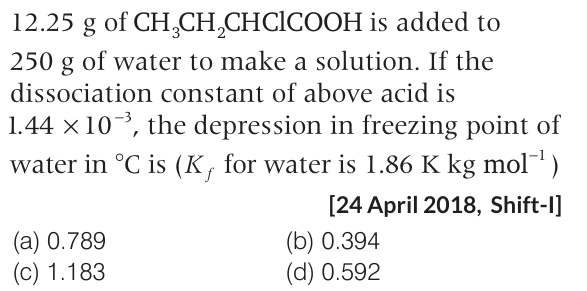 12.25 g of CH₃CH₂CHClCOOH is added to
250 g of water to make a solution. If the
dissociation constant of above acid is
1.44 × 10⁻³, the depression in freezing point of
water in °C is (K_f for water is 1.86 K kg mol⁻¹)
[24 April 2018, Shift-I]
(a) 0.789 (b) 0.394
(c) 1.183 (d) 0.592